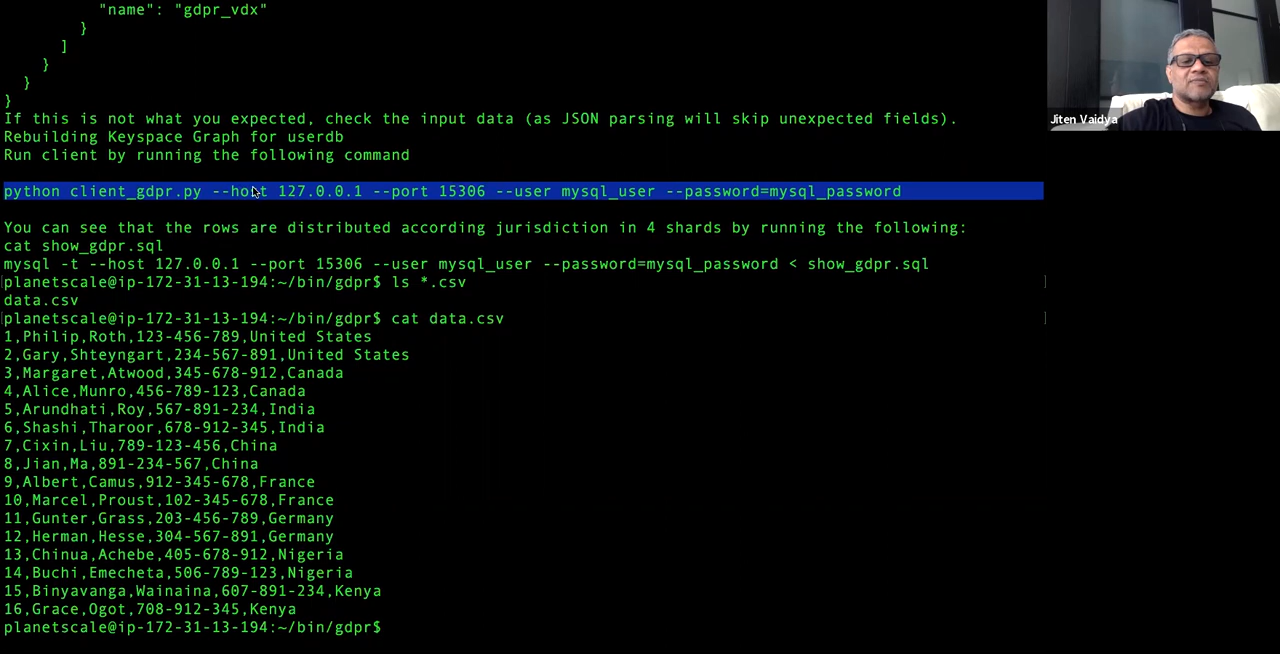 "name": "gdpr_vdx"
}
]
}
}
}
If this is not what you expected, check the input data (as JSON parsing will skip unexpected fields).
Rebuilding Keyspace Graph for userdb
Run client by running the following command
python client_gdpr.py --host 127.0.0.1 --port 15306 --user mysql_user --password=mysql_password
You can see that the rows are distributed according jurisdiction in 4 shards by running the following:
cat show_gdpr.sql
mysql -t --host 127.0.0.1 --port 15306 --user mysql_user --password=mysql_password < show_gdpr.sql
planetscale@ip-172-31-13-194:~/bin/gdpr$ ls *.csv
data.csv
planetscale@ip-172-31-13-194:~/bin/gdpr$ cat data.csv
1,Philip,Roth,123-456-789,United States
2,Gary,Shteyngart,234-567-891,United States
3,Margaret,Atwood,345-678-912,Canada
4,Alice,Munro,456-789-123,Canada
5,Arundhati,Roy,567-891-234,India
6,Shashi,Tharoor,678-912-345,India
7,Cixin,Liu,789-123-456,China
8,Jian,Ma,891-234-567,China
9,Albert,Camus,912-345-678,France
10,Marcel,Proust,102-345-678,France
11,Gunter,Grass,203-456-789,Germany
12,Herman,Hesse,304-567-891,Germany
13,Chinua,Achebe,405-678-912,Nigeria
14,Buchi,Emecheta,506-789-123,Nigeria
15,Binyavanga,Wainaina,607-891-234,Kenya
16,Grace,Ogot,708-912-345,Kenya
planetscale@ip-172-31-13-194:~/bin/gdpr$
Jiten Vaidya